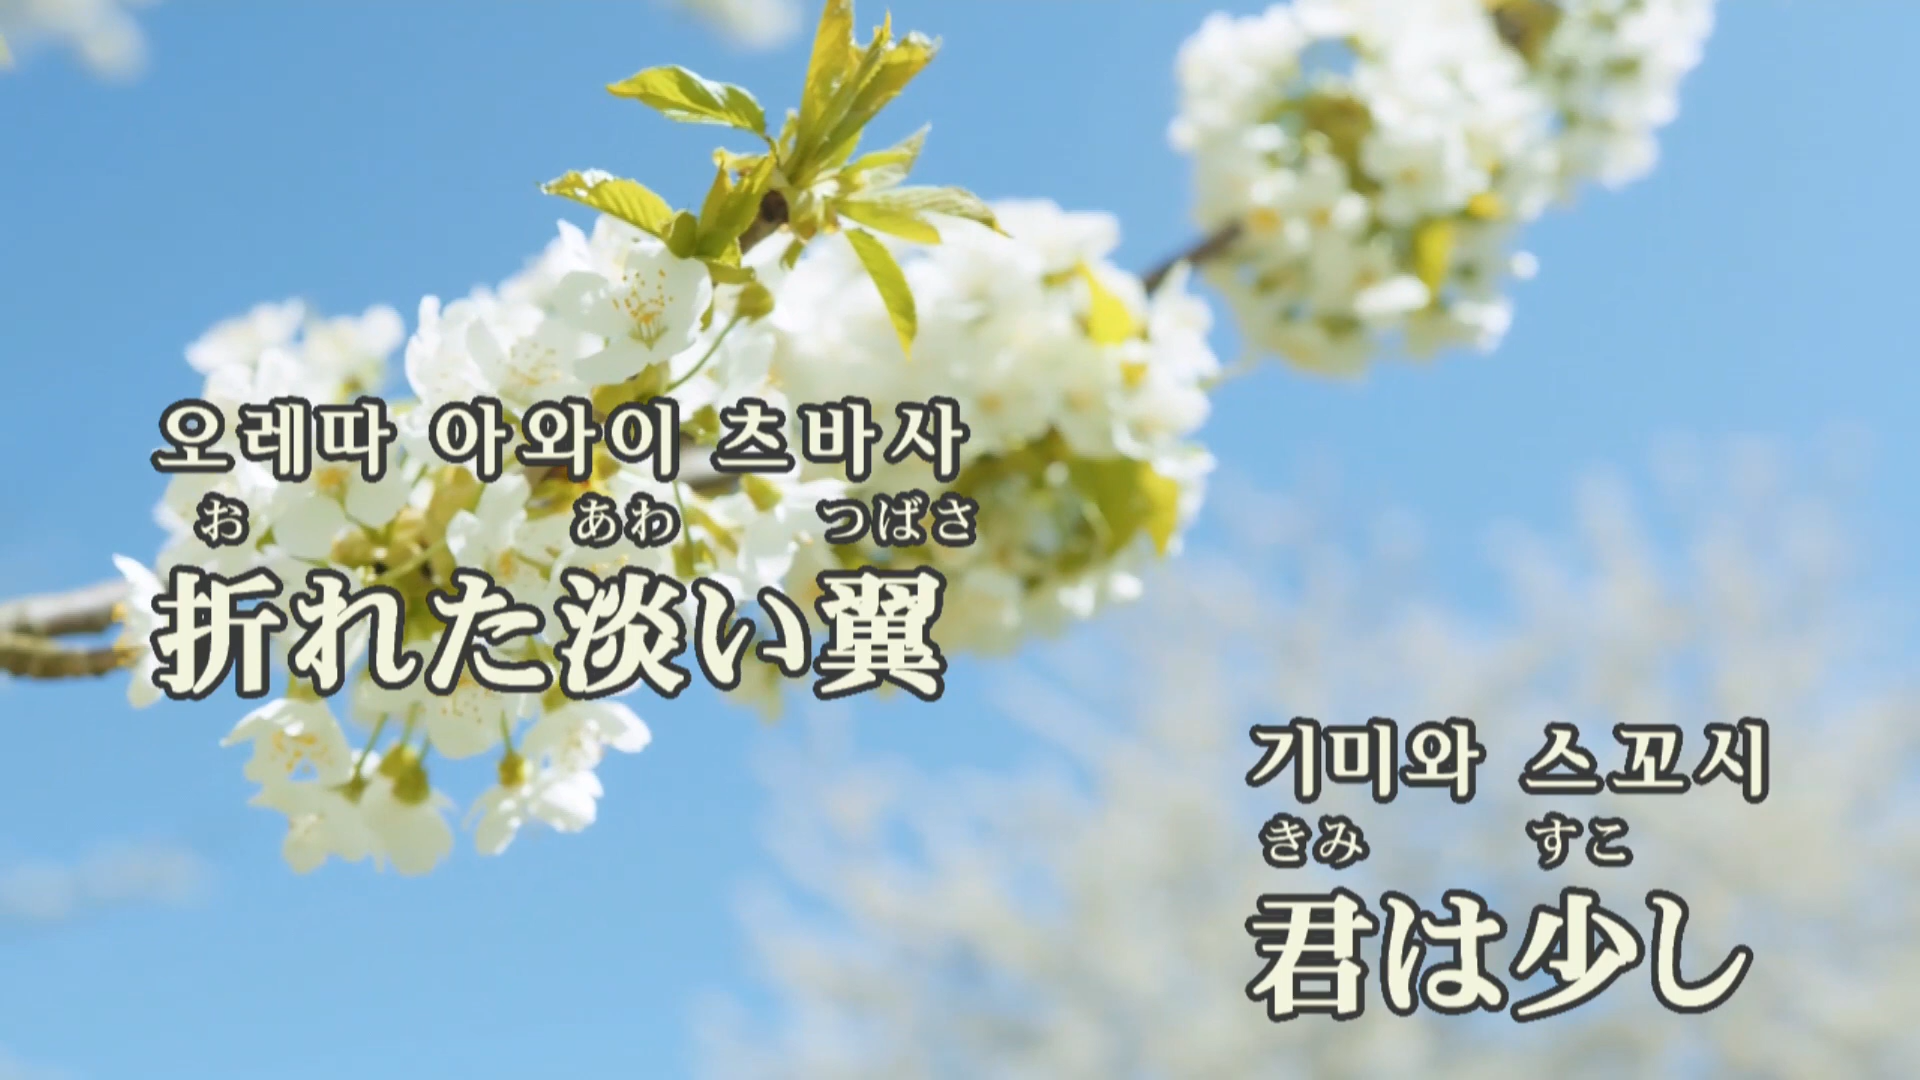 오레따 아와이 츠바사
お あわ つばさ
折れた淡い翼
기미와 스꼬시
きみ すこ
君は少し